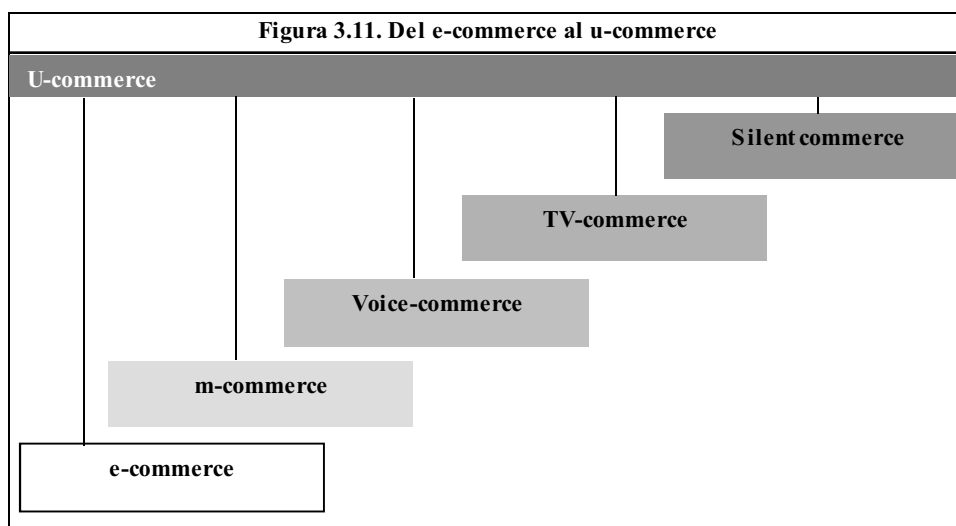 Figura 3.11. Del e-commerce al u-commerce
U-commerce
Silent commerce
TV-commerce
Voice-commerce
m-commerce
e-commerce